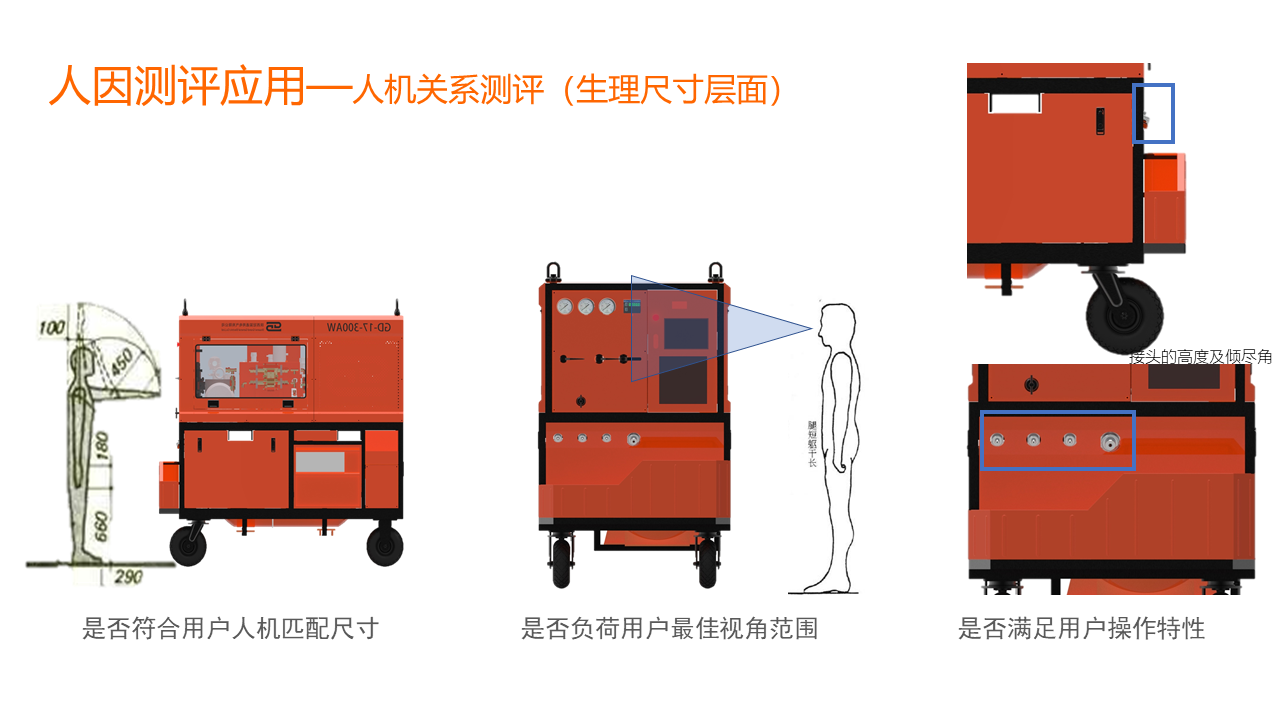 人因测评应用—人机关系测评（生理尺寸层面）
100
450
180
660
290
GD-17-300AW
腿短躯干长
接头的高度及倾尽角
是否符合用户人机匹配尺寸
是否负荷用户最佳视角范围
是否满足用户操作特性